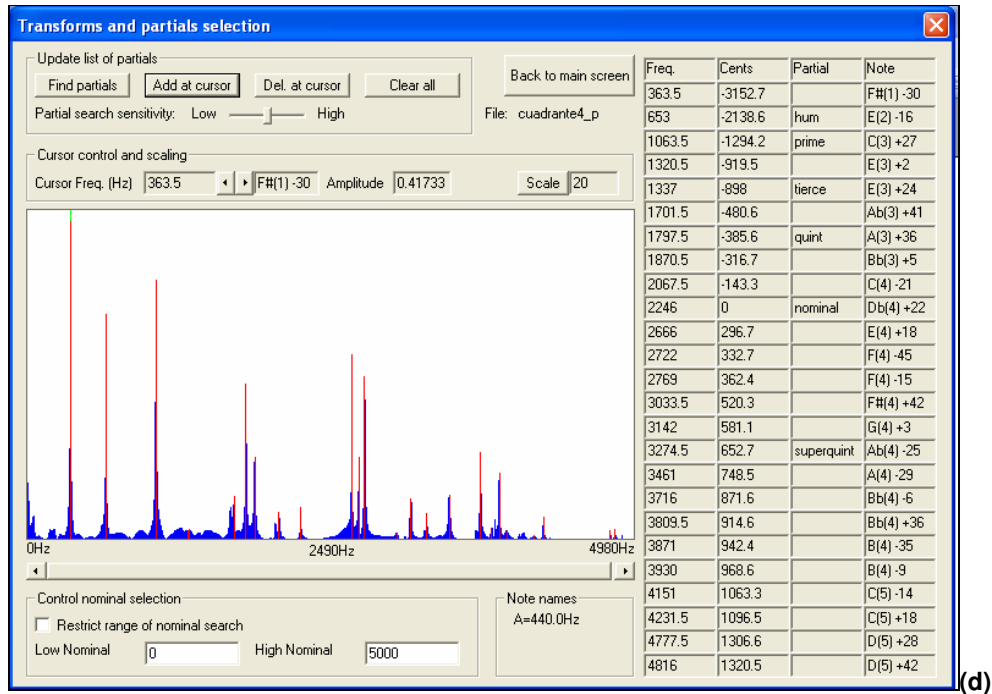 Transforms and partials selection
Update list of partials
Find partials Add at cursor Del. at cursor Clear all
Partial search sensitivity: Low High
Back to main screen
File: cuadrante4_p
Cursor control and scaling
Cursor Freq. (Hz) 363.5 F#(1) -30 Amplitude 0.41733 Scale 20
0Hz 2490Hz 4980Hz
Control nominal selection
Restrict range of nominal search
Low Nominal 0 High Nominal 5000
Note names
A=440.0Hz
Freq. Cents Partial Note
363.5 -3152.7 F#(1) -30
653 -2138.6 hum E(2) -16
1063.5 -1294.2 prime C(3) +27
1320.5 -919.5 E(3) +2
1337 -898 tierce E(3) +24
1701.5 -480.6 Ab(3) +41
1797.5 -385.6 quint A(3) +36
1870.5 -316.7 Bb(3) +5
2067.5 -143.3 C(4) -21
2246 0 nominal Db(4) +22
2666 296.7 E(4) +18
2722 332.7 F(4) -45
2769 362.4 F(4) -15
3033.5 520.3 F#(4) +42
3142 581.1 G(4) +3
3274.5 652.7 superquint Ab(4) -25
3461 748.5 A(4) -29
3716 871.6 Bb(4) -6
3809.5 914.6 Bb(4) +36
3871 942.4 B(4) -35
3930 968.6 B(4) -9
4151 1063.3 C(5) -14
4231.5 1096.5 C(5) +18
4777.5 1306.6 D(5) +28
4816 1320.5 D(5) +42
(d)